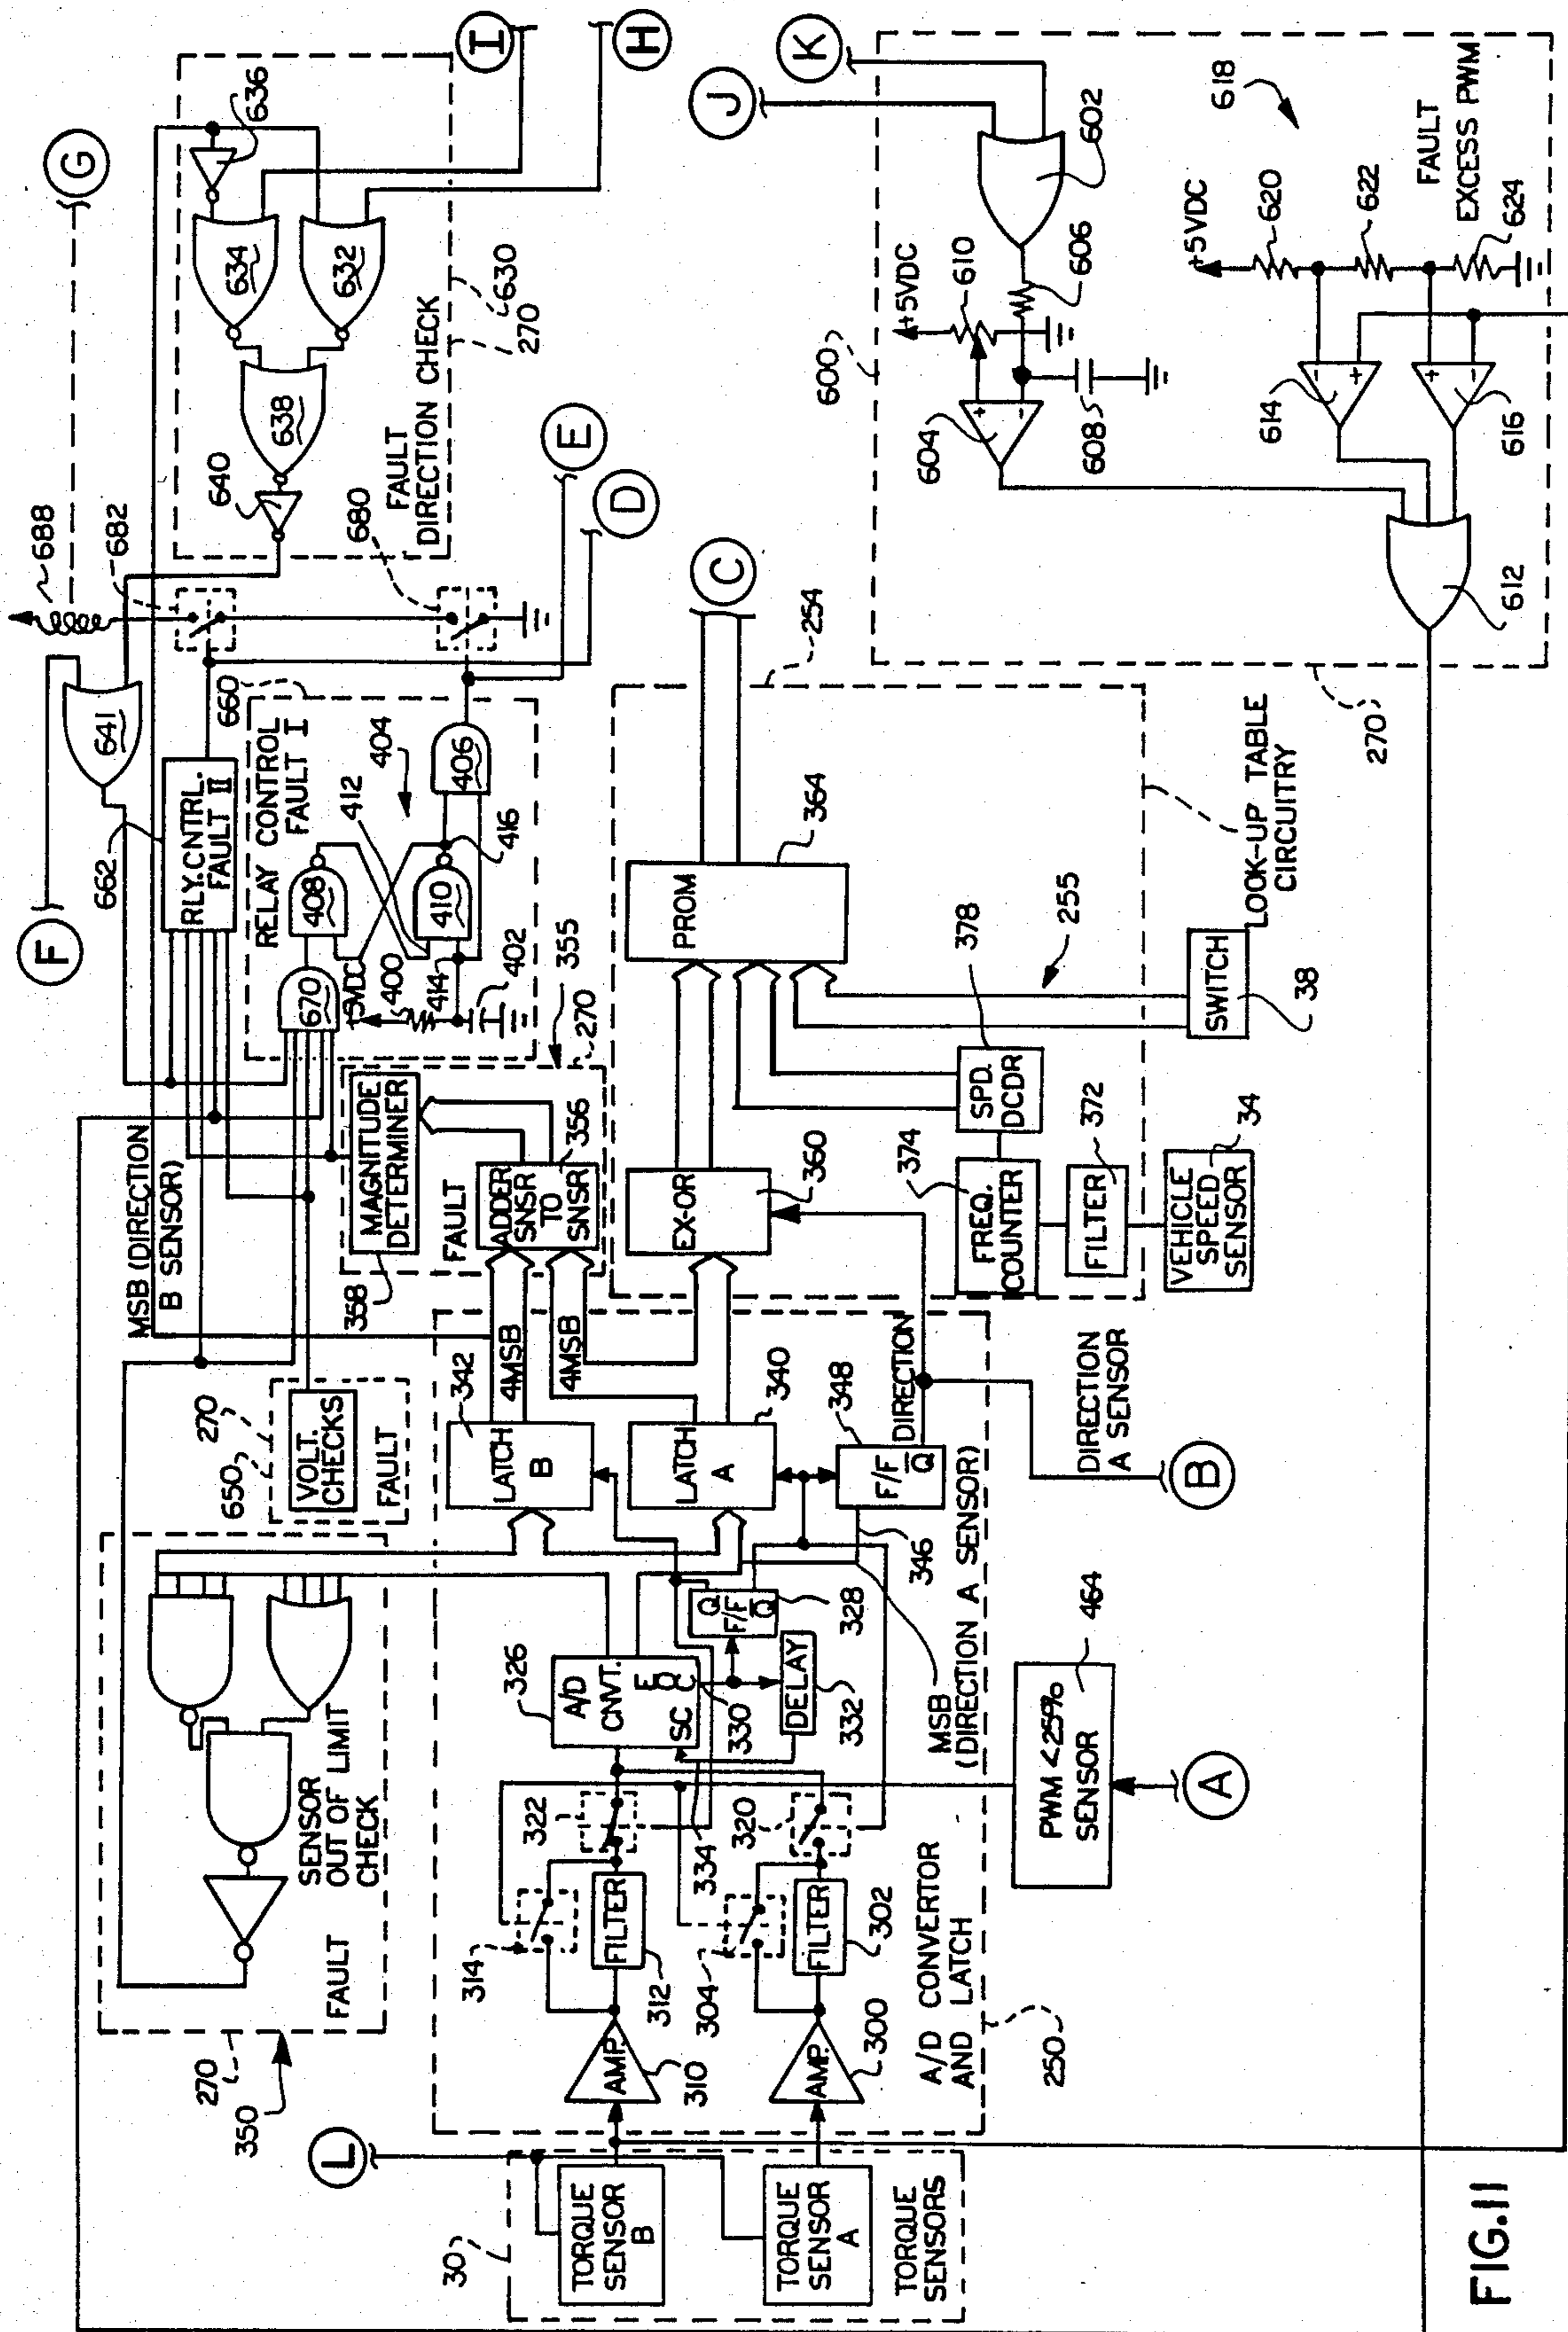 G
688
682
F
641
662
RLY. CNTRL.
FAULT II
I
H
636
634
632
638
640
FAULT
DIRECTION CHECK
630
270
680
E
D
660
RELAY CONTROL
FAULT I
404
406
408
410
412
416
414
670
+5VDC
400
402
355
270
MSB (DIRECTION
B SENSOR)
MAGNITUDE
DETERMINER
358
FAULT
ADDER
SNSR
TO
SNSR
356
J
K
600
602
604
606
608
610
+5VDC
612
614
616
618
+5VDC
620
622
624
FAULT
EXCESS PWM
+
-
-
+
+
-
270
C
254
PROM
364
EX-OR
360
SPD.
DCDR
378
255
FREQ.
COUNTER
374
FILTER
372
VEHICLE
SPEED
SENSOR
34
SWITCH
38
LOOK-UP TABLE
CIRCUITRY
270
650
VOLT.
CHECKS
FAULT
SENSOR
OUT OF LIMIT
CHECK
FAULT
270
350
342
LATCH
B
4MSB
4MSB
340
LATCH
A
348
F/F
Q
DIRECTION
346
DIRECTION
A SENSOR
B
MSB
(DIRECTION A SENSOR)
326
A/D
CNVT.
EOC
SC
330
Q
F/F
Q
328
DELAY
332
334
322
320
314
FILTER
312
304
FILTER
302
AMP.
310
AMP.
300
A/D CONVERTOR
AND LATCH
250
PWM <25%
SENSOR
464
A
L
30
TORQUE
SENSOR
B
TORQUE
SENSOR
A
TORQUE
SENSORS
FIG.11